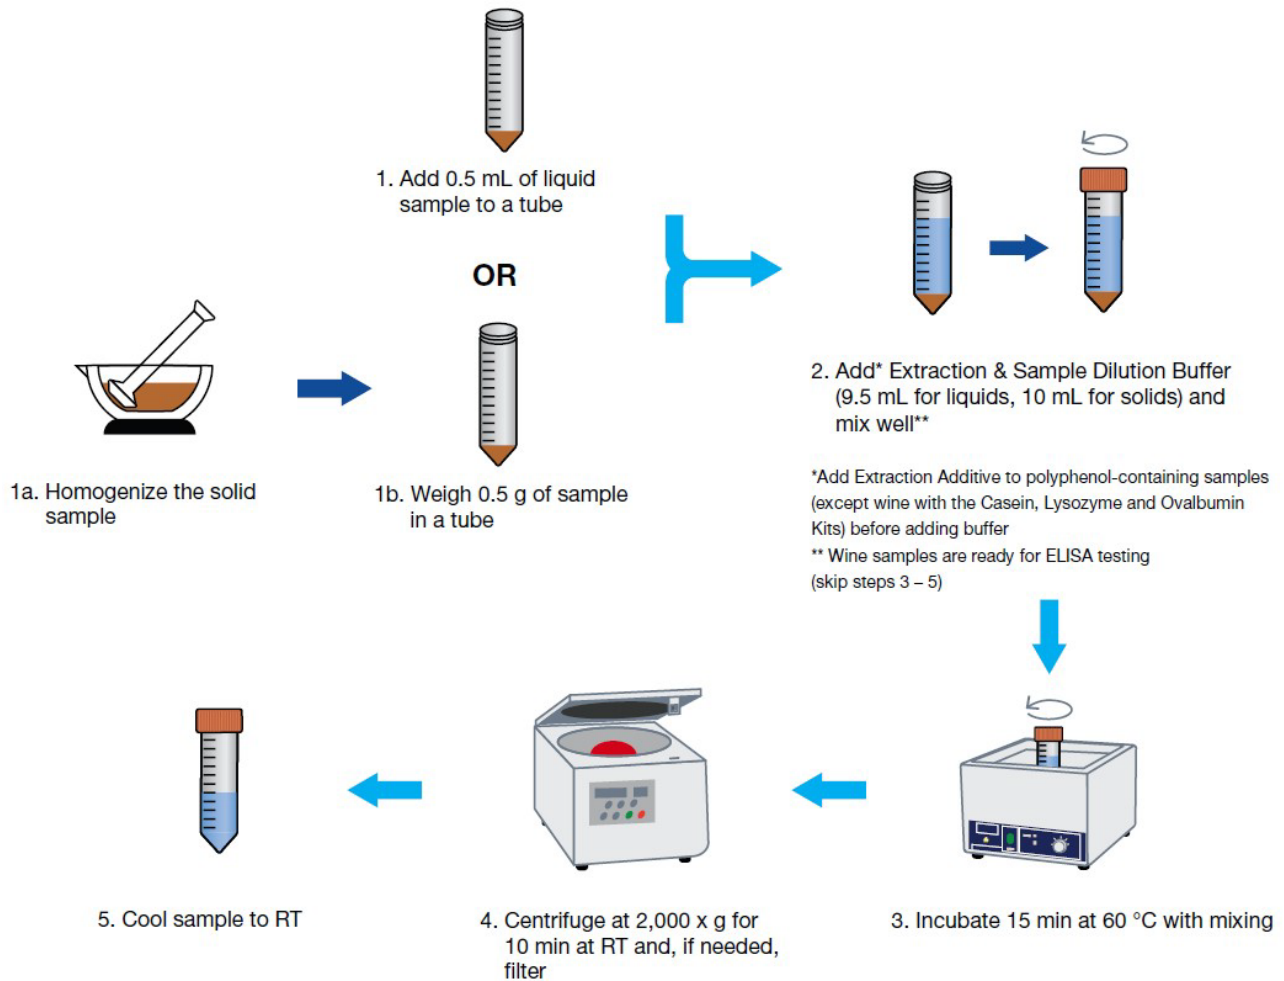 1. Add 0.5 mL of liquid
sample to a tube
OR
1a. Homogenize the solid
sample
1b. Weigh 0.5 g of sample
in a tube
2. Add* Extraction & Sample Dilution Buffer
(9.5 mL for liquids, 10 mL for solids) and
mix well**
*Add Extraction Additive to polyphenol-containing samples
(except wine with the Casein, Lysozyme and Ovalbumin
Kits) before adding buffer
** Wine samples are ready for ELISA testing
(skip steps 3 – 5)
5. Cool sample to RT
4. Centrifuge at 2,000 x g for
10 min at RT and, if needed,
filter
3. Incubate 15 min at 60 °C with mixing